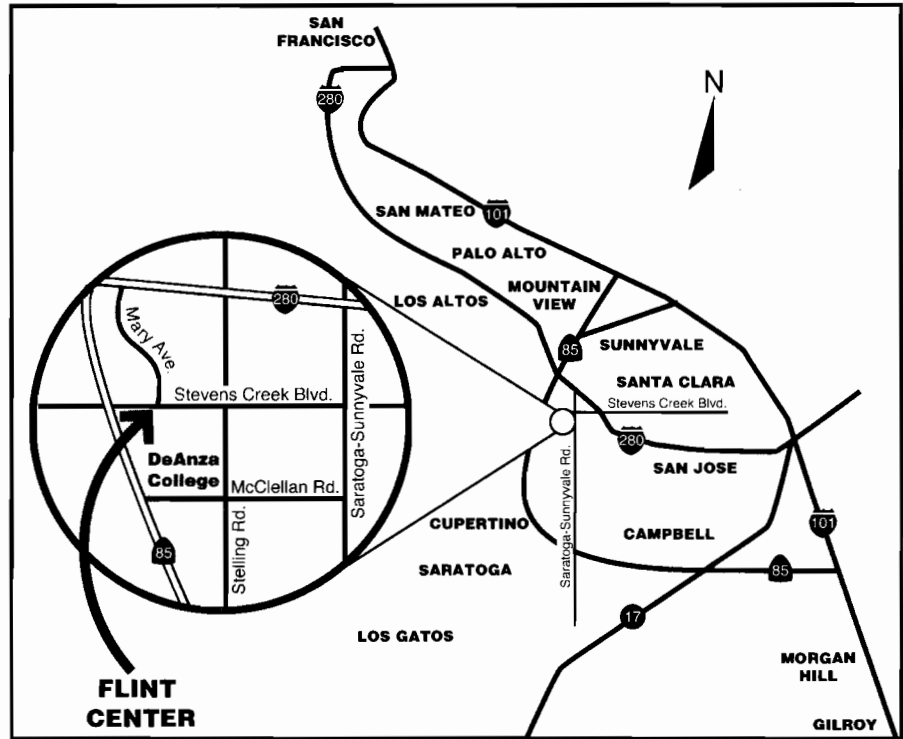 SAN
FRANCISCO
280
N
SAN MATEO
101
PALO ALTO
LOS ALTOS
MOUNTAIN
VIEW
85
SUNNYVALE
SANTA CLARA
Stevens Creek Blvd.
280
SAN JOSE
Saratoga-Sunnyvale Rd.
CUPERTINO
CAMPBELL
101
SARATOGA
85
17
LOS GATOS
MORGAN
HILL
GILROY
280
Mary Ave.
Stevens Creek Blvd.
Saratoga-Sunnyvale Rd.
DeAnza
College
McClellan Rd.
85
Stelling Rd.
FLINT
CENTER